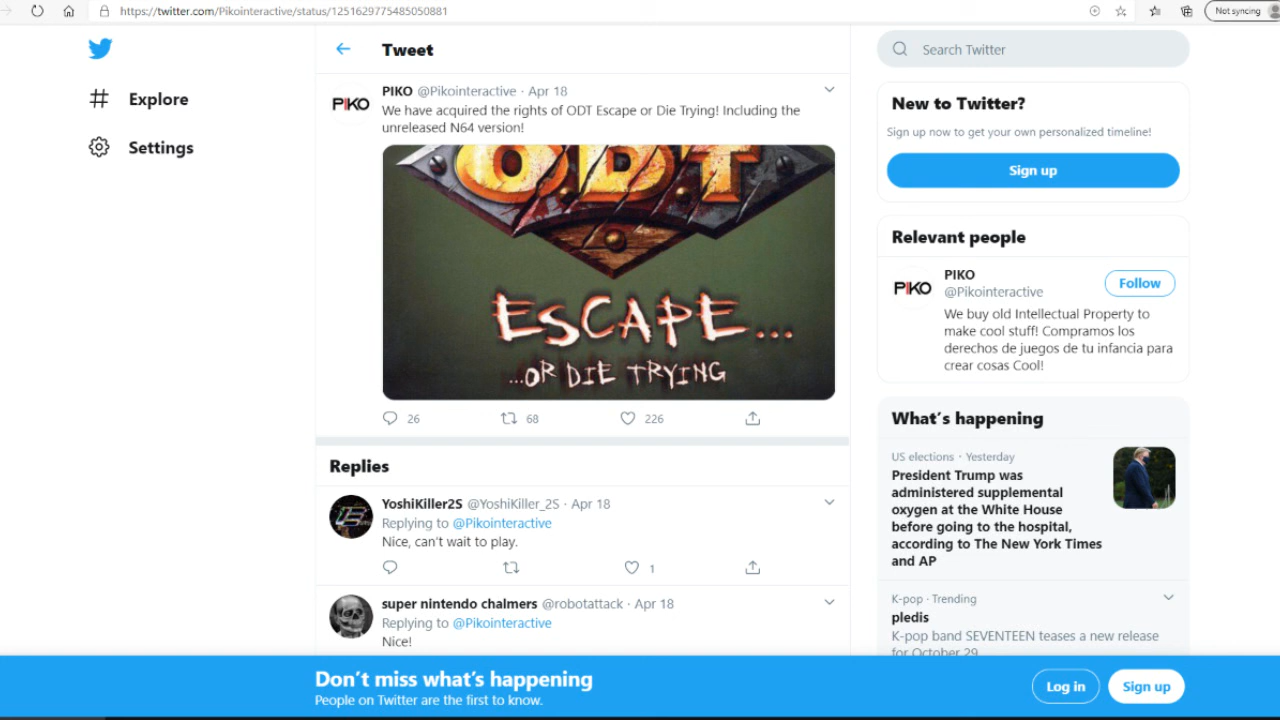 https://twitter.com/Pikointeractive/status/1251629775485050881
Not syncing
Explore
Settings
Tweet
PIKO
PIKO @Pikointeractive · Apr 18
We have acquired the rights of ODT Escape or Die Trying! Including the
unreleased N64 version!
ODT
ESCAPE...
...OR DIE TRYING
26
68
226
Replies
YoshiKiller2S @YoshiKiller_2S · Apr 18
Replying to @Pikointeractive
Nice, can't wait to play.
1
super nintendo chalmers @robotattack · Apr 18
Replying to @Pikointeractive
Nice!
Search Twitter
New to Twitter?
Sign up now to get your own personalized timeline!
Sign up
Relevant people
PIKO
PIKO
@Pikointeractive
Follow
We buy old Intellectual Property to
make cool stuff! Compramos los
derechos de juegos de tu infancia para
crear cosas Cool!
What's happening
US elections · Yesterday
President Trump was
administered supplemental
oxygen at the White House
before going to the hospital,
according to The New York Times
and AP
K-pop · Trending
pledis
K-pop band SEVENTEEN teases a new release
for October 29
Don't miss what's happening
People on Twitter are the first to know.
Log in
Sign up